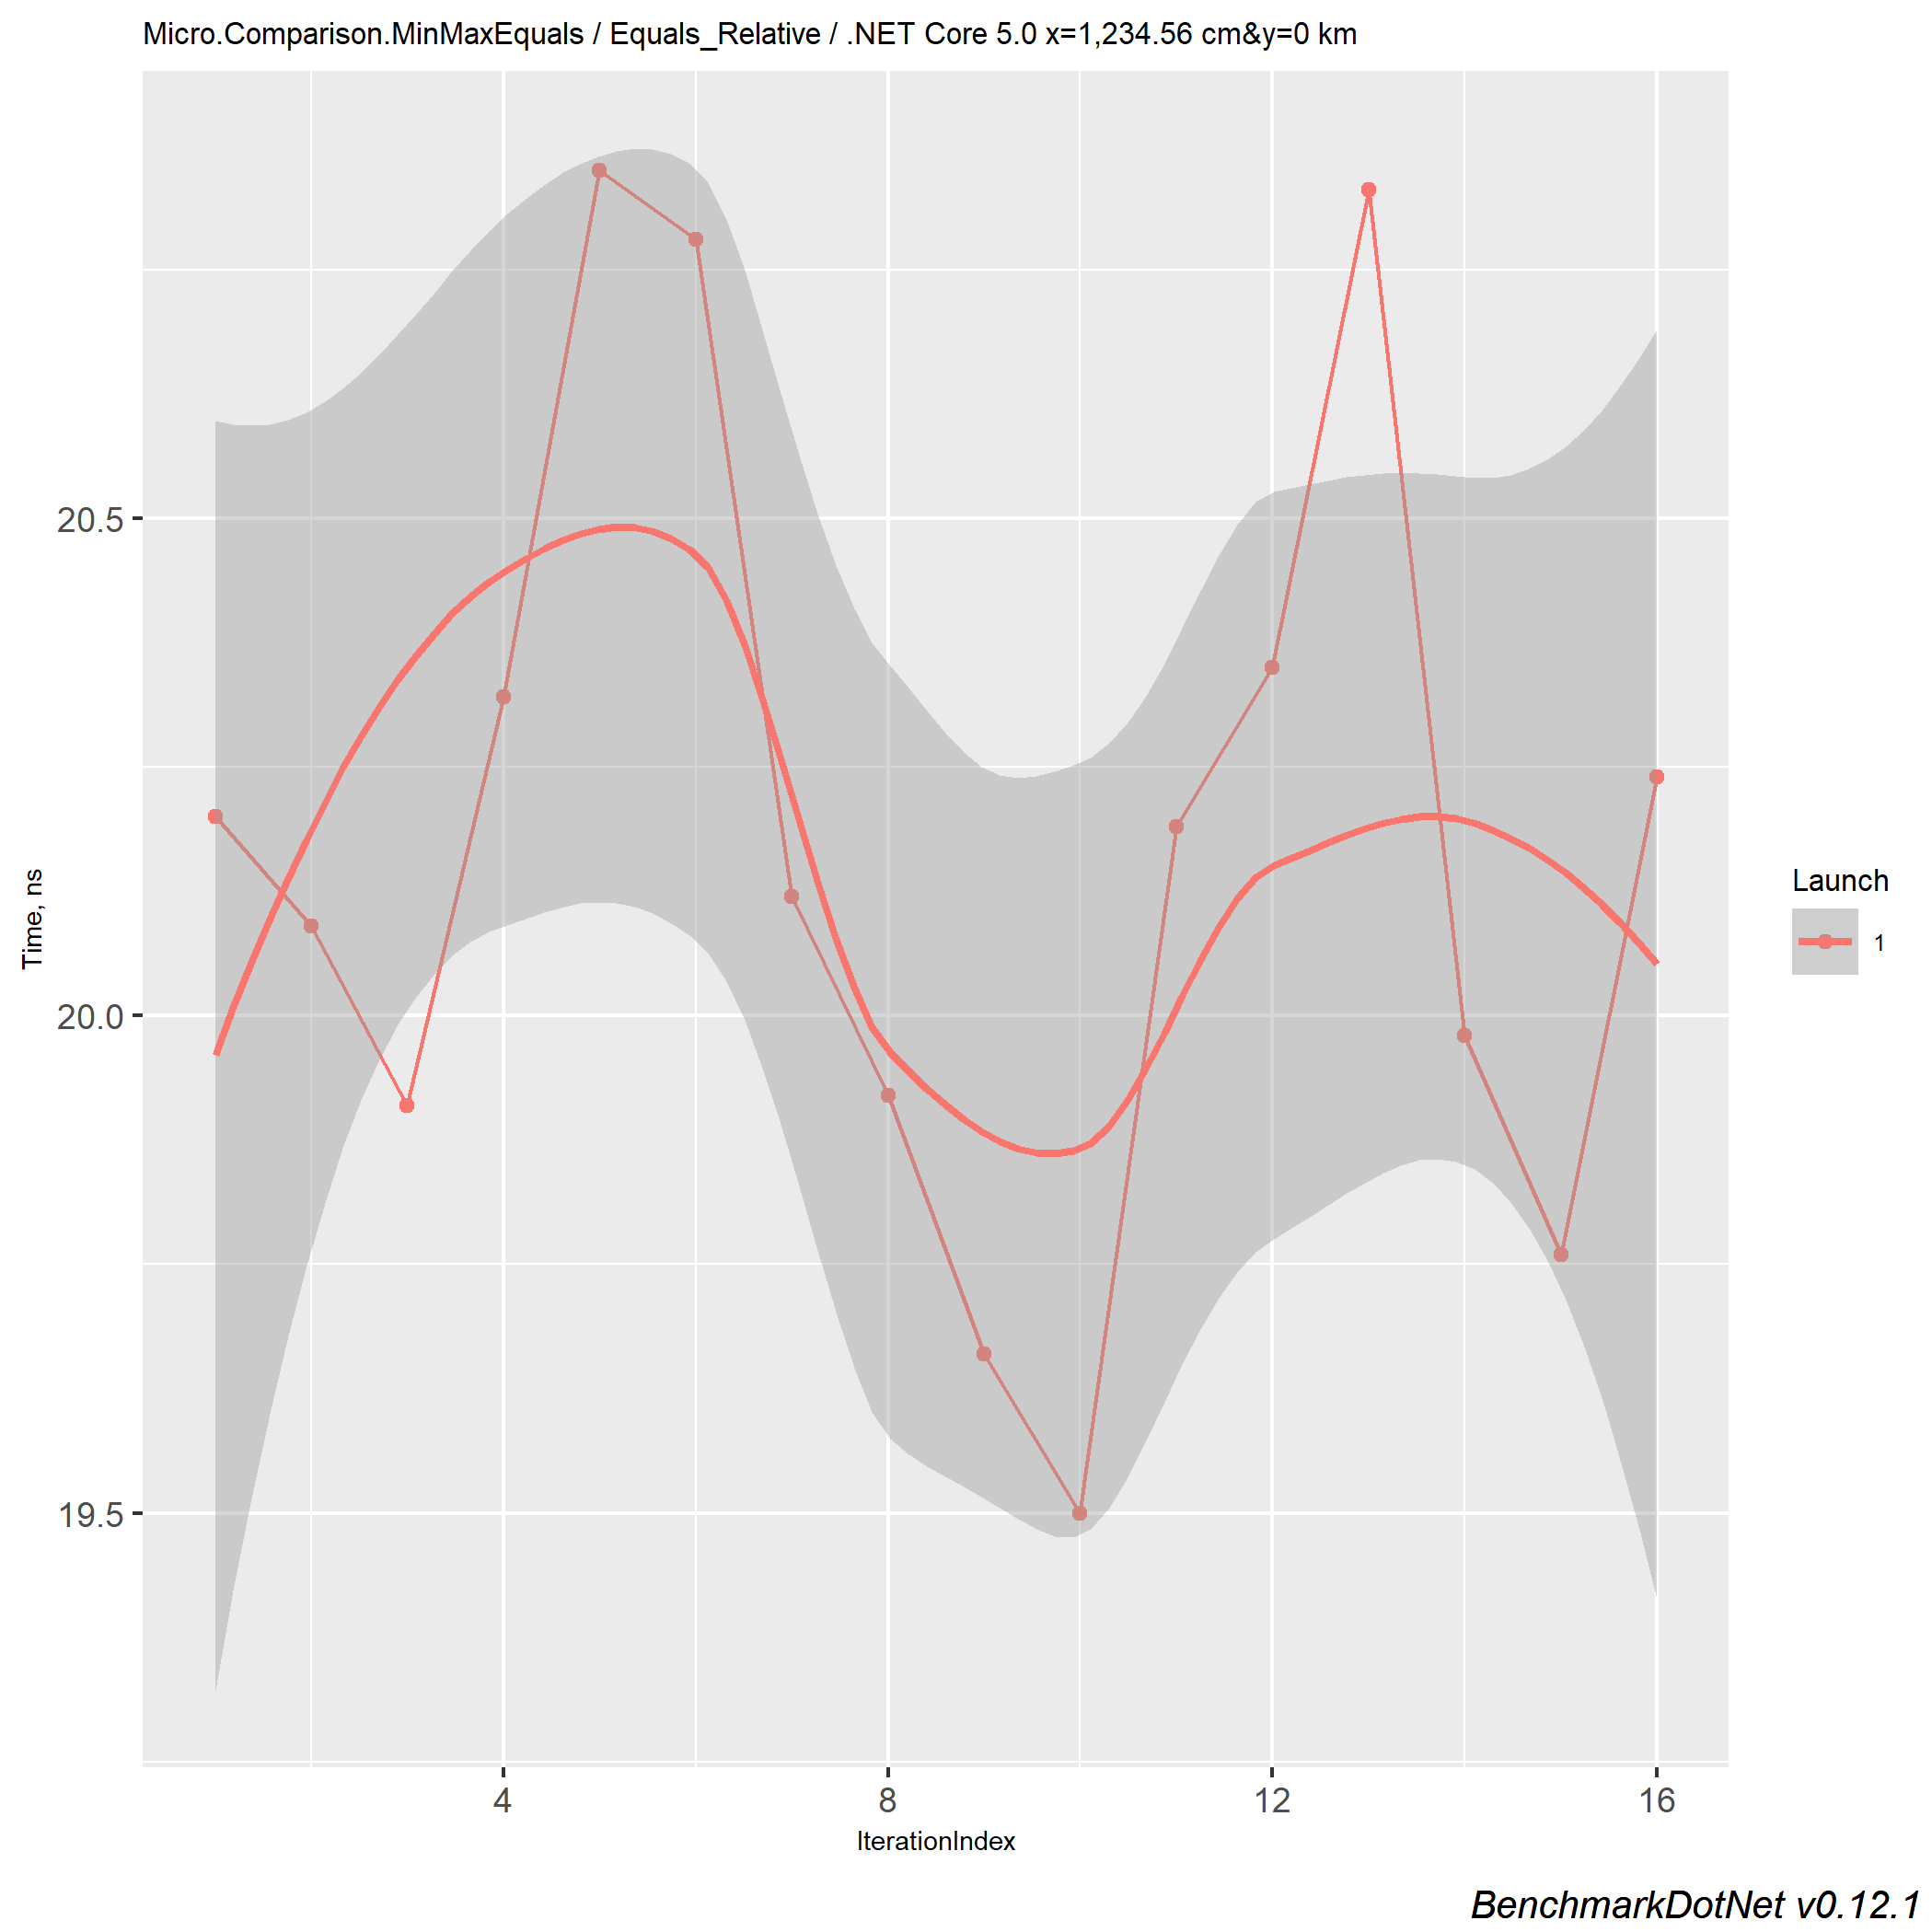 Micro.Comparison.MinMaxEquals / Equals_Relative / .NET Core 5.0 x=1,234.56 cm&y=0 km
Time, ns
20.5
20.0
19.5
4
8
12
16
IterationIndex
Launch
1
BenchmarkDotNet v0.12.1